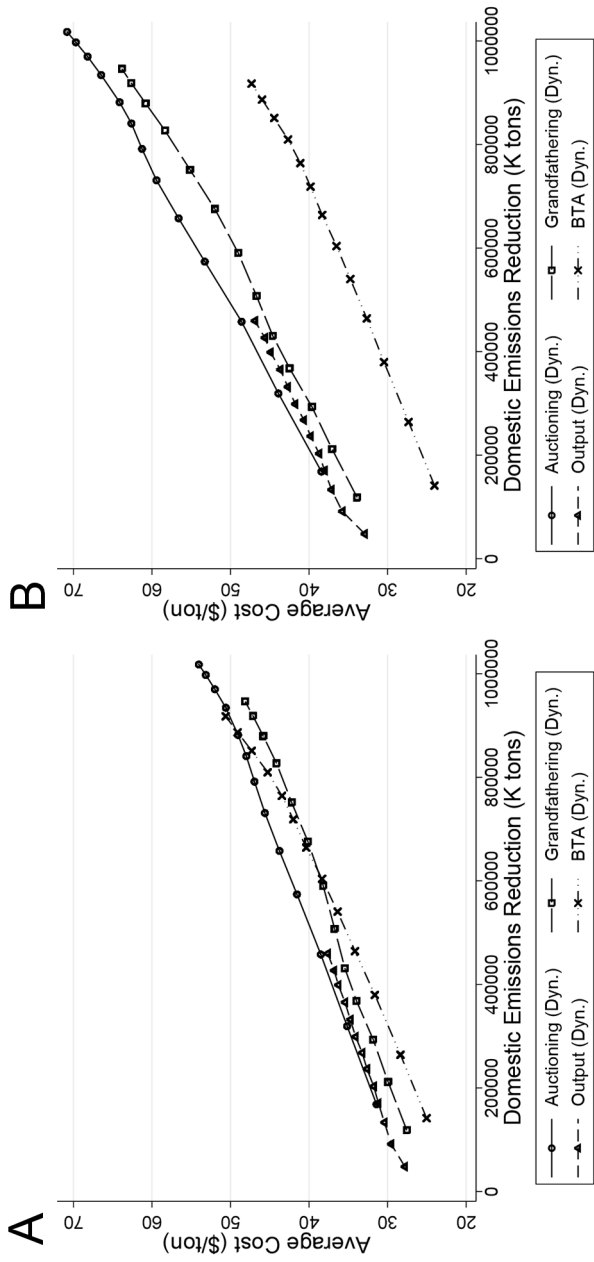 A
Average Cost ($/ton)
70
60
50
40
30
20
0
200000
400000
600000
800000
1000000
Domestic Emissions Reduction (K tons)
Auctioning (Dyn.)
Grandfathering (Dyn.)
Output (Dyn.)
BTA (Dyn.)
B
Average Cost ($/ton)
70
60
50
40
30
20
0
200000
400000
600000
800000
1000000
Domestic Emissions Reduction (K tons)
Auctioning (Dyn.)
Grandfathering (Dyn.)
Output (Dyn.)
BTA (Dyn.)